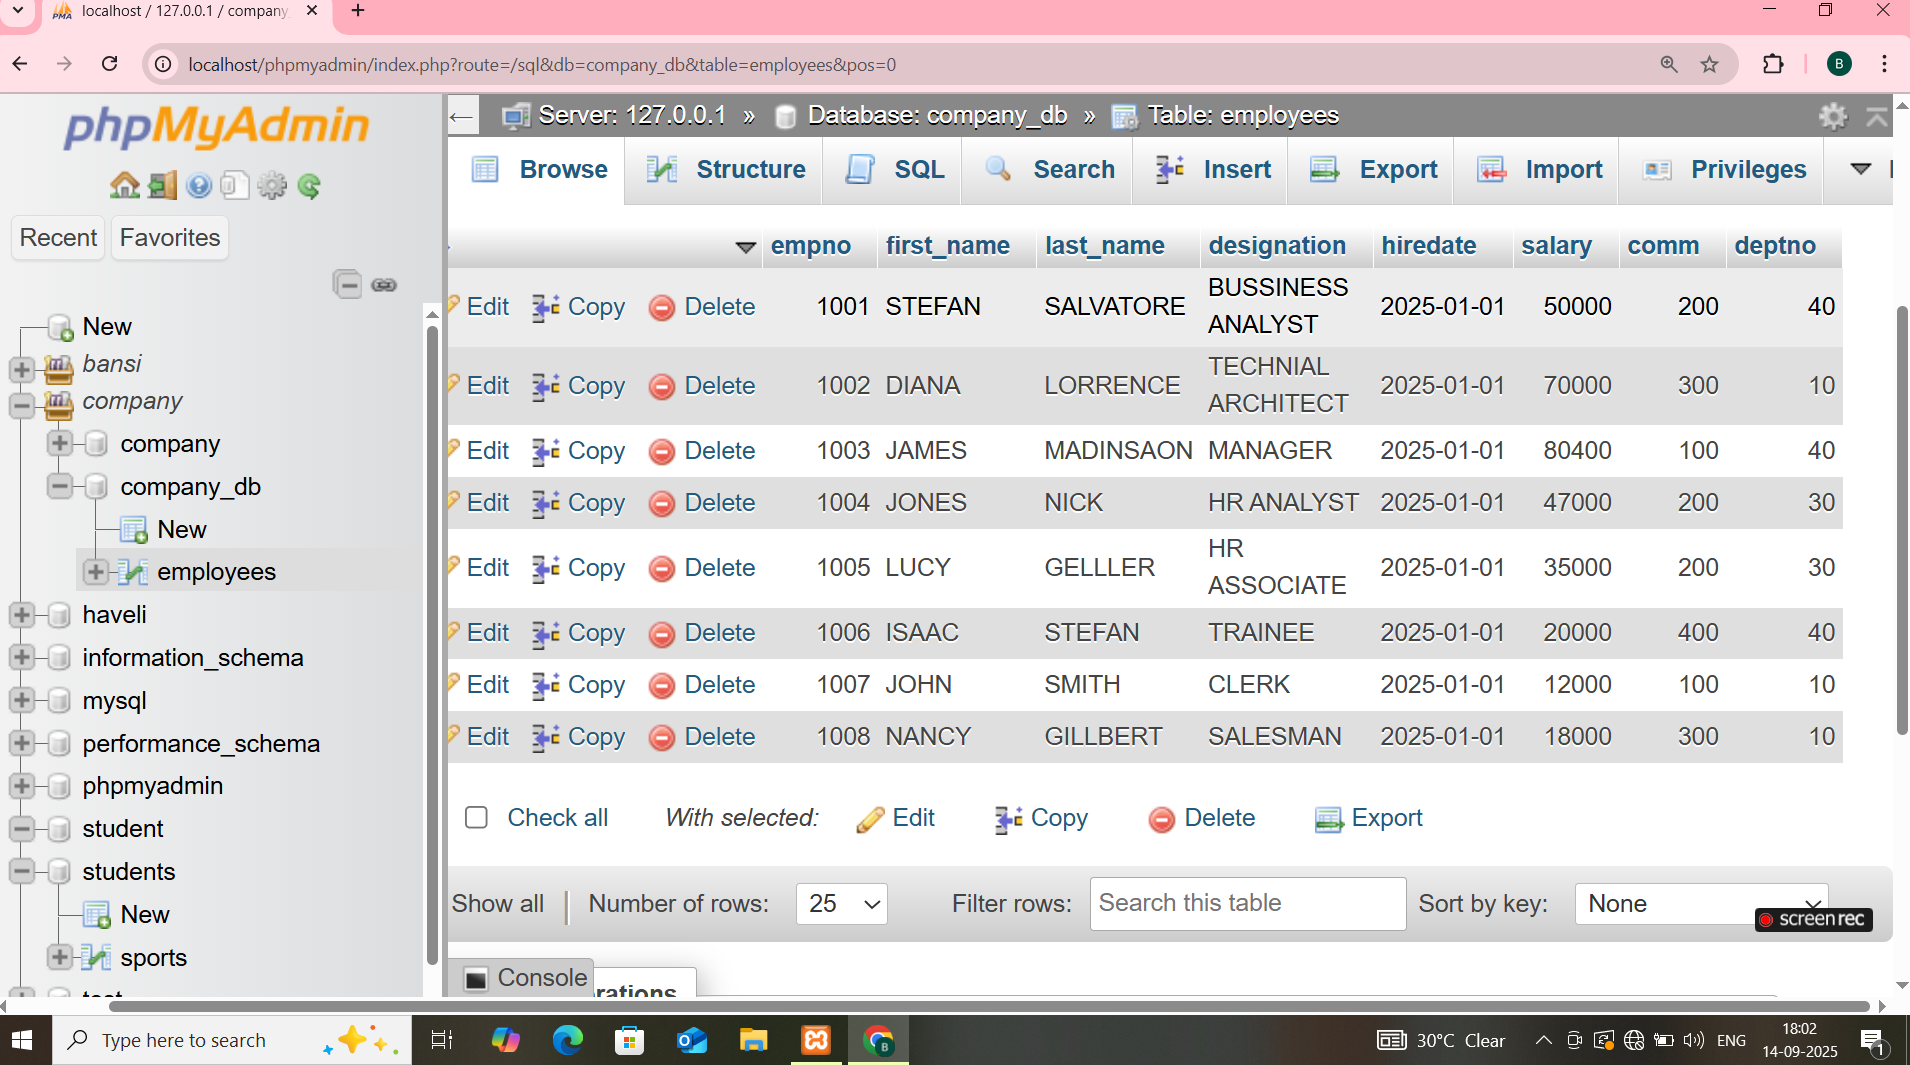 localhost / 127.0.0.1 / company_
localhost/phpmyadmin/index.php?route=/sql&db=company_db&table=employees&pos=0
B
phpMyAdmin
Recent
Favorites
New
bansi
company
company
company_db
New
employees
haveli
information_schema
mysql
performance_schema
phpmyadmin
student
students
New
sports
Server: 127.0.0.1 » Database: company_db » Table: employees
Browse Structure SQL Search Insert Export Import Privileges
empno first_name last_name designation hiredate salary comm deptno
Edit Copy Delete 1001 STEFAN SALVATORE BUSSINESS ANALYST 2025-01-01 50000 200 40
Edit Copy Delete 1002 DIANA LORRENCE TECHNIAL ARCHITECT 2025-01-01 70000 300 10
Edit Copy Delete 1003 JAMES MADINSAON MANAGER 2025-01-01 80400 100 40
Edit Copy Delete 1004 JONES NICK HR ANALYST 2025-01-01 47000 200 30
Edit Copy Delete 1005 LUCY GELLLER HR ASSOCIATE 2025-01-01 35000 200 30
Edit Copy Delete 1006 ISAAC STEFAN TRAINEE 2025-01-01 20000 400 40
Edit Copy Delete 1007 JOHN SMITH CLERK 2025-01-01 12000 100 10
Edit Copy Delete 1008 NANCY GILLBERT SALESMAN 2025-01-01 18000 300 10
Check all With selected: Edit Copy Delete Export
Show all Number of rows: 25 Filter rows: Search this table Sort by key: None
screenrec
Console
Type here to search
30°C Clear
ENG
18:02
14-09-2025
1